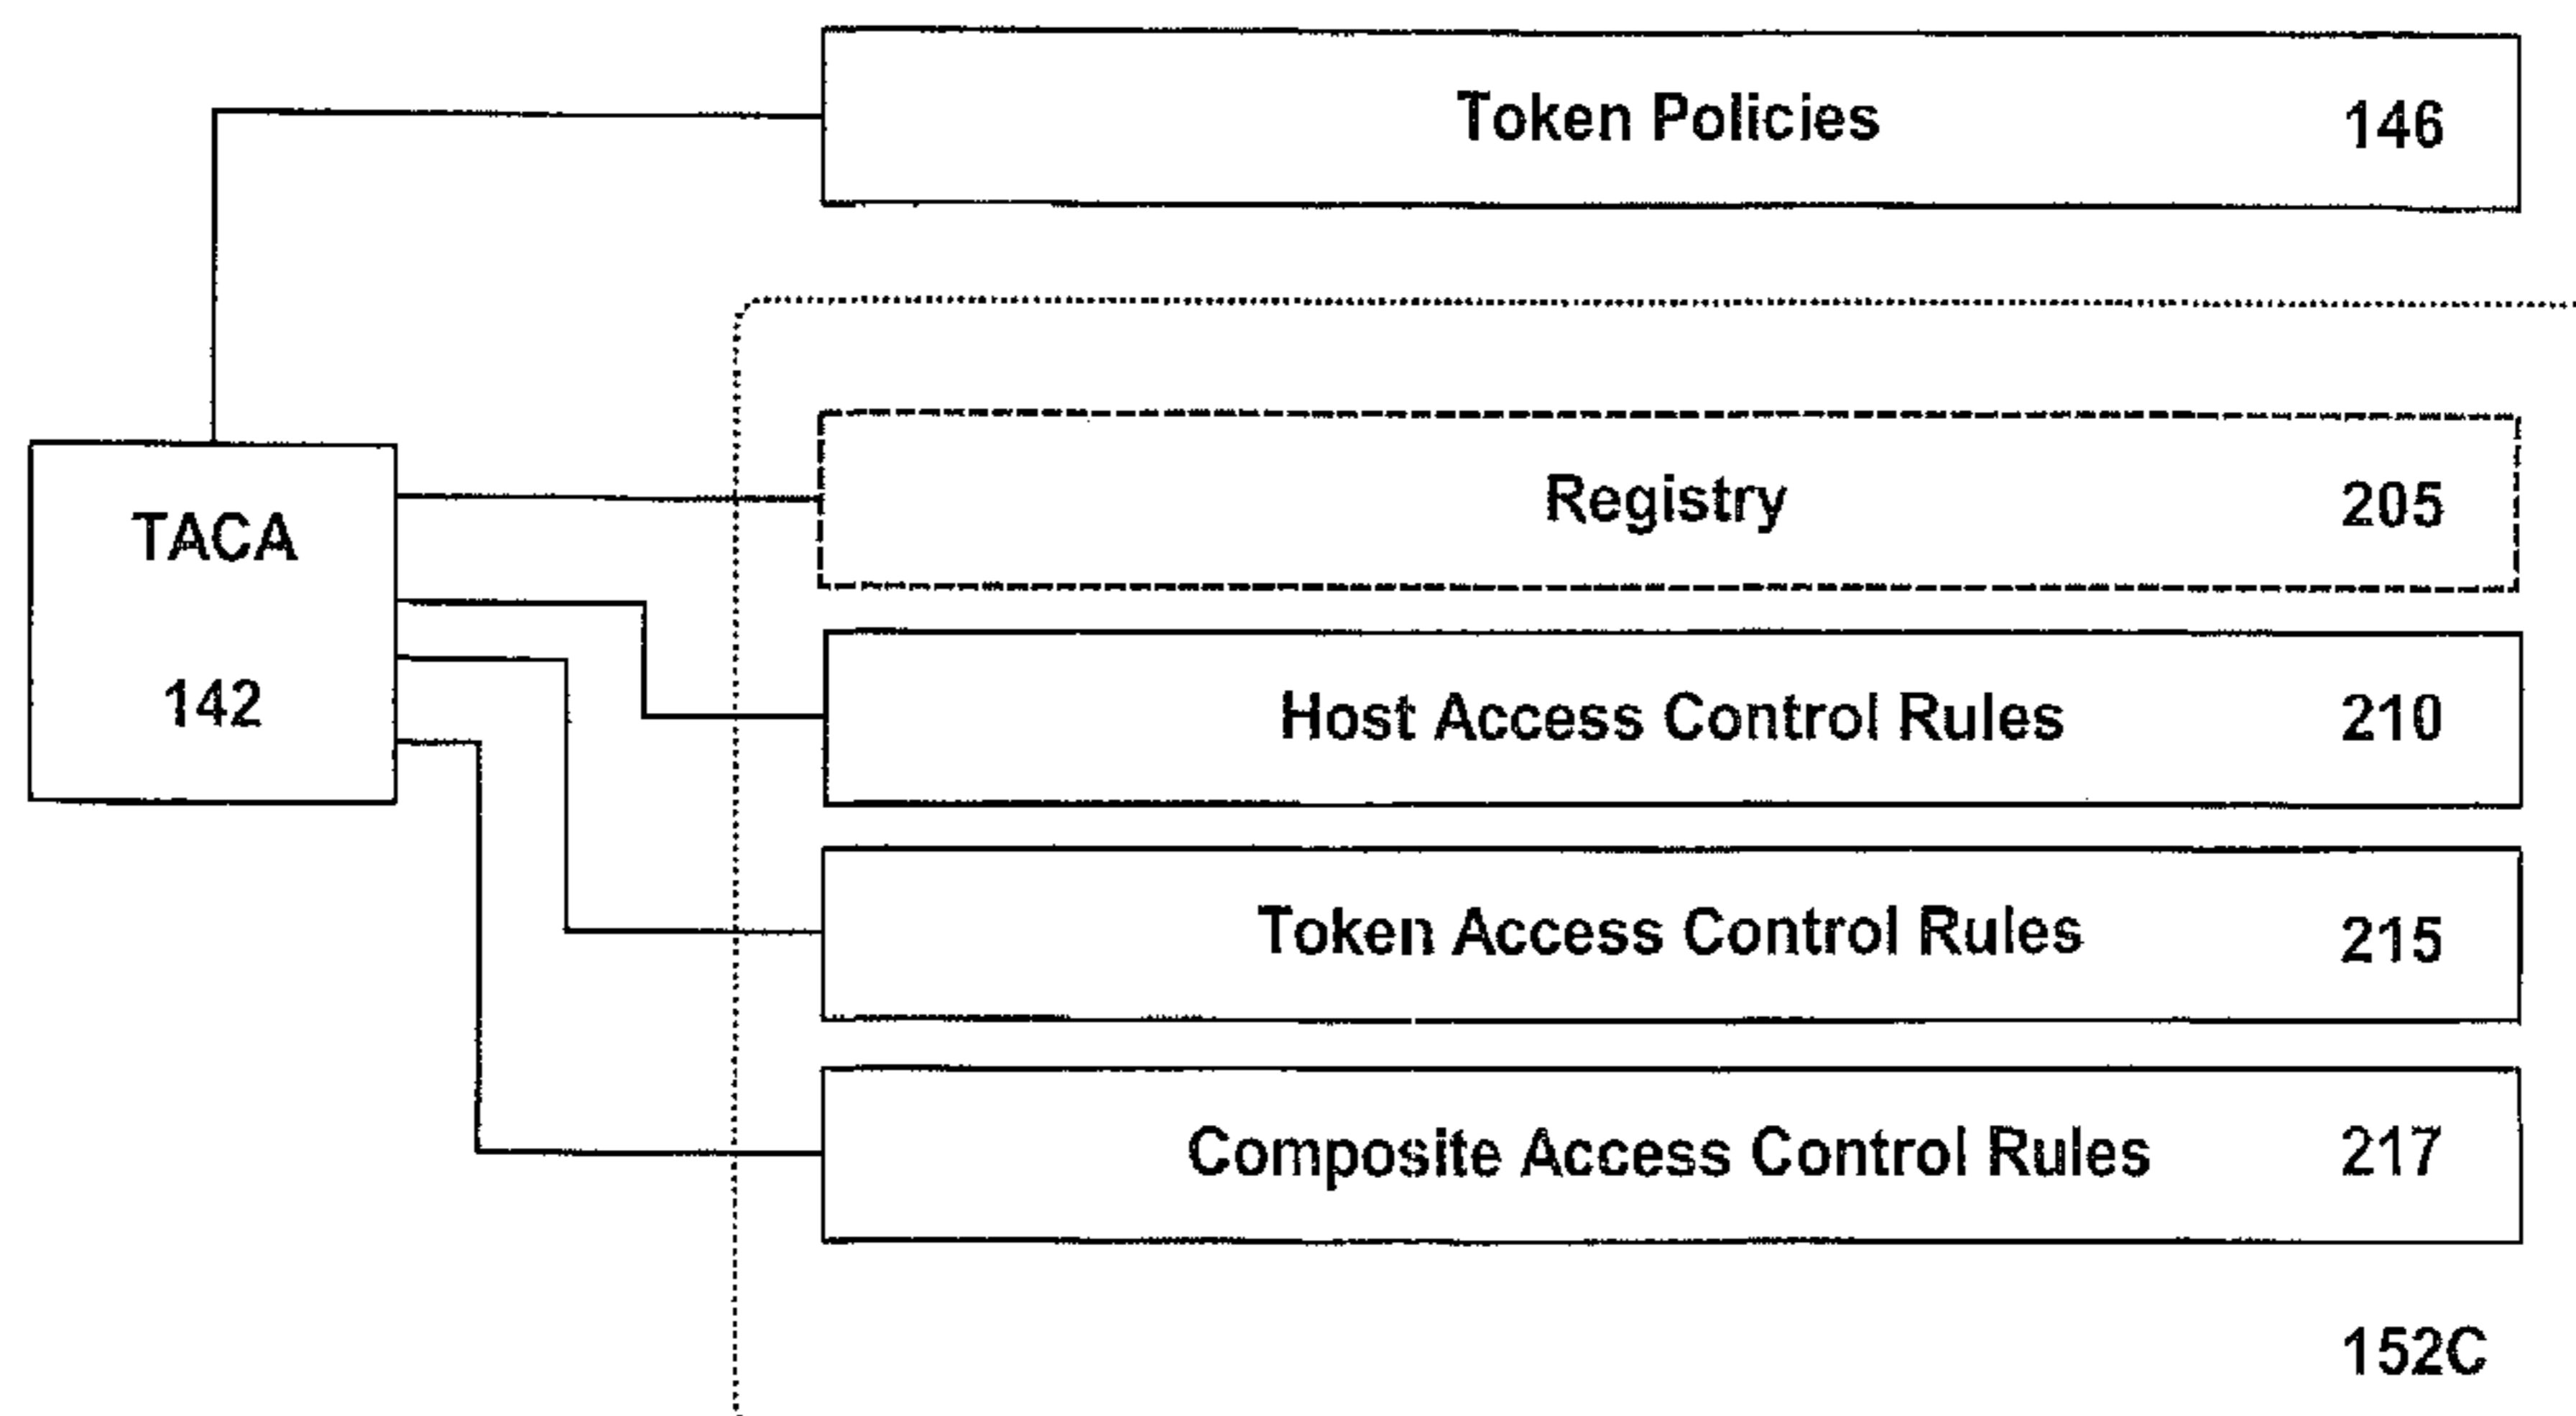 Token Policies 146
TACA
142
Registry 205
Host Access Control Rules 210
Token Access Control Rules 215
Composite Access Control Rules 217
152C